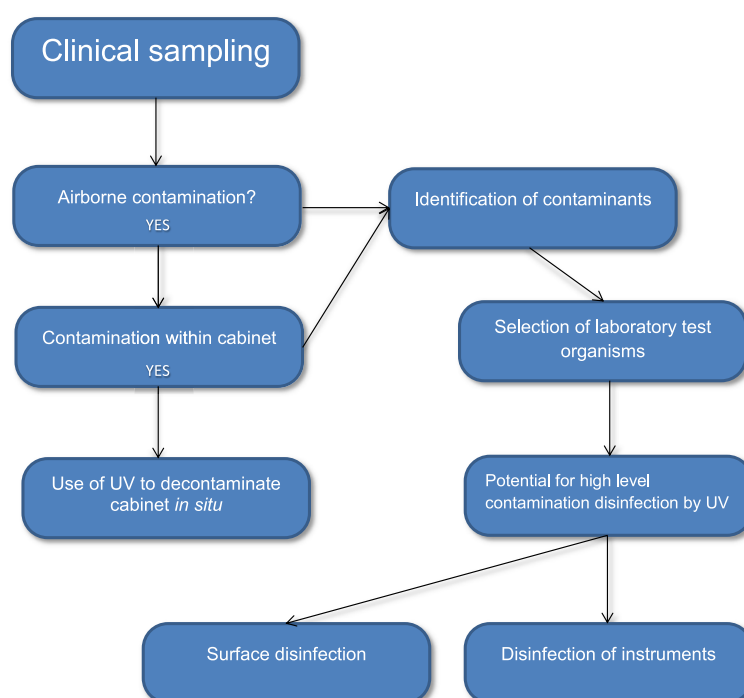 Clinical sampling
Airborne contamination?
YES
Identification of contaminants
Contamination within cabinet
YES
Selection of laboratory test
organisms
Use of UV to decontaminate
cabinet in situ
Potential for high level
contamination disinfection by UV
Surface disinfection
Disinfection of instruments